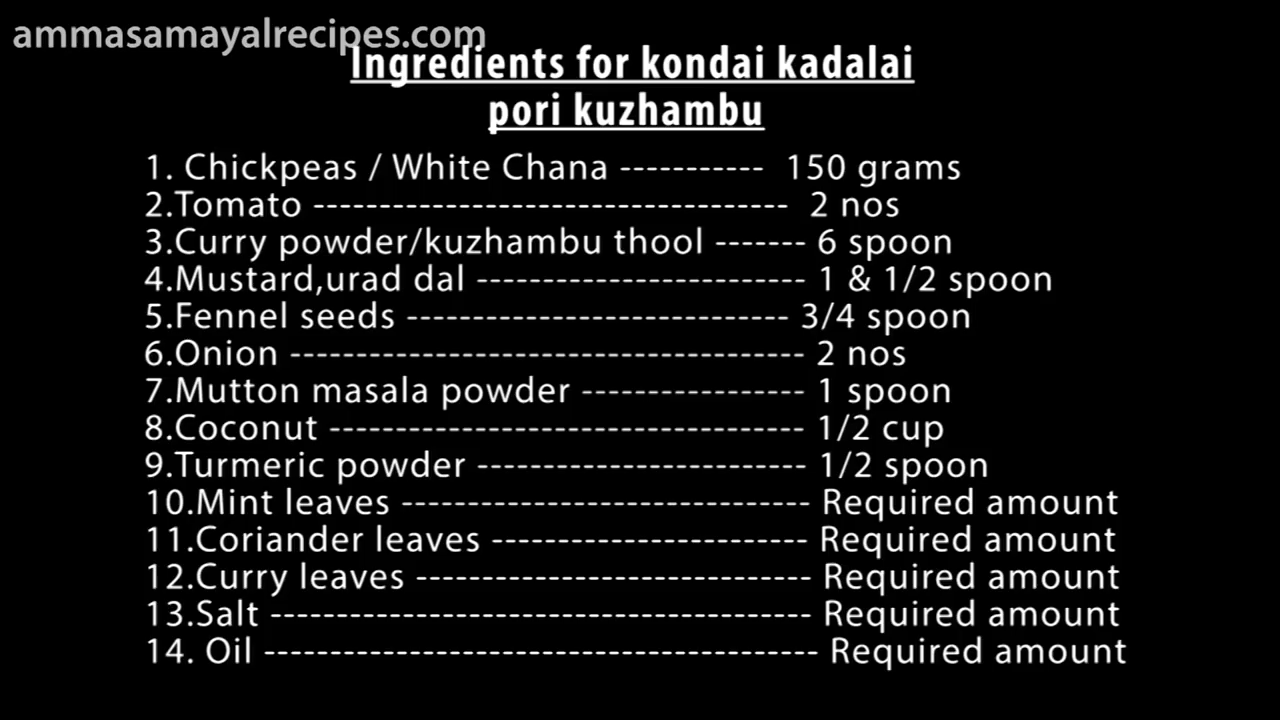 ammasamayalrecipes.com
Ingredients for kondai kadalai
pori kuzhambu
1. Chickpeas / White Chana ----------- 150 grams
2.Tomato ------------------------------------ 2 nos
3.Curry powder/kuzhambu thool ------- 6 spoon
4.Mustard,urad dal ------------------------- 1 & 1/2 spoon
5.Fennel seeds ----------------------------- 3/4 spoon
6.Onion --------------------------------------- 2 nos
7.Mutton masala powder ----------------- 1 spoon
8.Coconut ------------------------------------ 1/2 cup
9.Turmeric powder ------------------------- 1/2 spoon
10.Mint leaves ------------------------------- Required amount
11.Coriander leaves ------------------------ Required amount
12.Curry leaves ------------------------------ Required amount
13.Salt ----------------------------------------- Required amount
14. Oil ------------------------------------------ Required amount